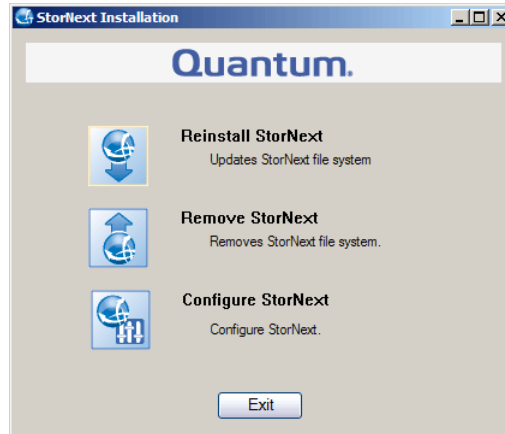 StorNext Installation
Quantum.
Reinstall StorNext
Updates StorNext file system
Remove StorNext
Removes StorNext file system.
Configure StorNext
Configure StorNext.
Exit